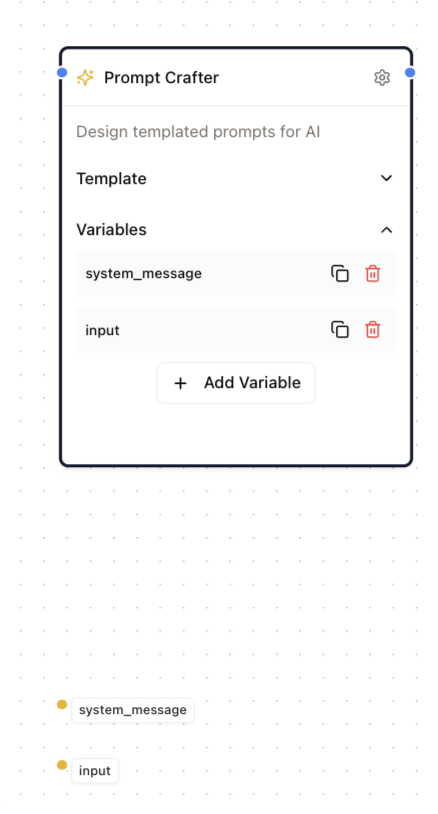 Prompt Crafter
Design templated prompts for AI
Template
Variables
system_message
input
Add Variable
system_message
input